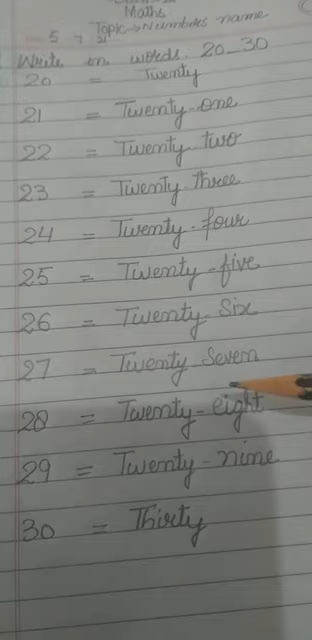 Maths
5 Topic → Numbers name
Write in words. 20-30
20 = Twenty
21 = Twenty-one
22 = Twenty two
23 = Twenty-three
24 = Twenty-four
25 = Twenty-five
26 = Twenty-Six
27 = Twenty Seven
28 = Twenty-eight
29 = Twenty-nine
30 = Thirty